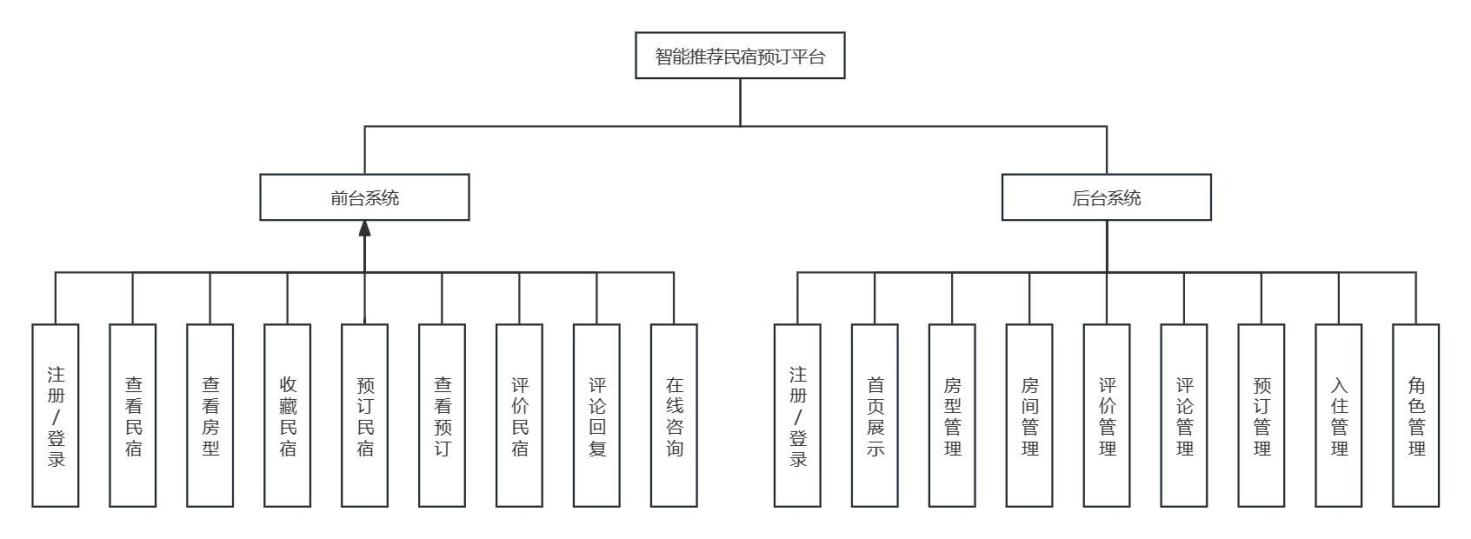 智能推荐民宿预订平台
前台系统
后台系统
注册/登录
查看民宿
查看房型
收藏民宿
预订民宿
查看预订
评价民宿
评论回复
在线咨询
注册/登录
首页展示
房型管理
房间管理
评价管理
评论管理
预订管理
入住管理
角色管理